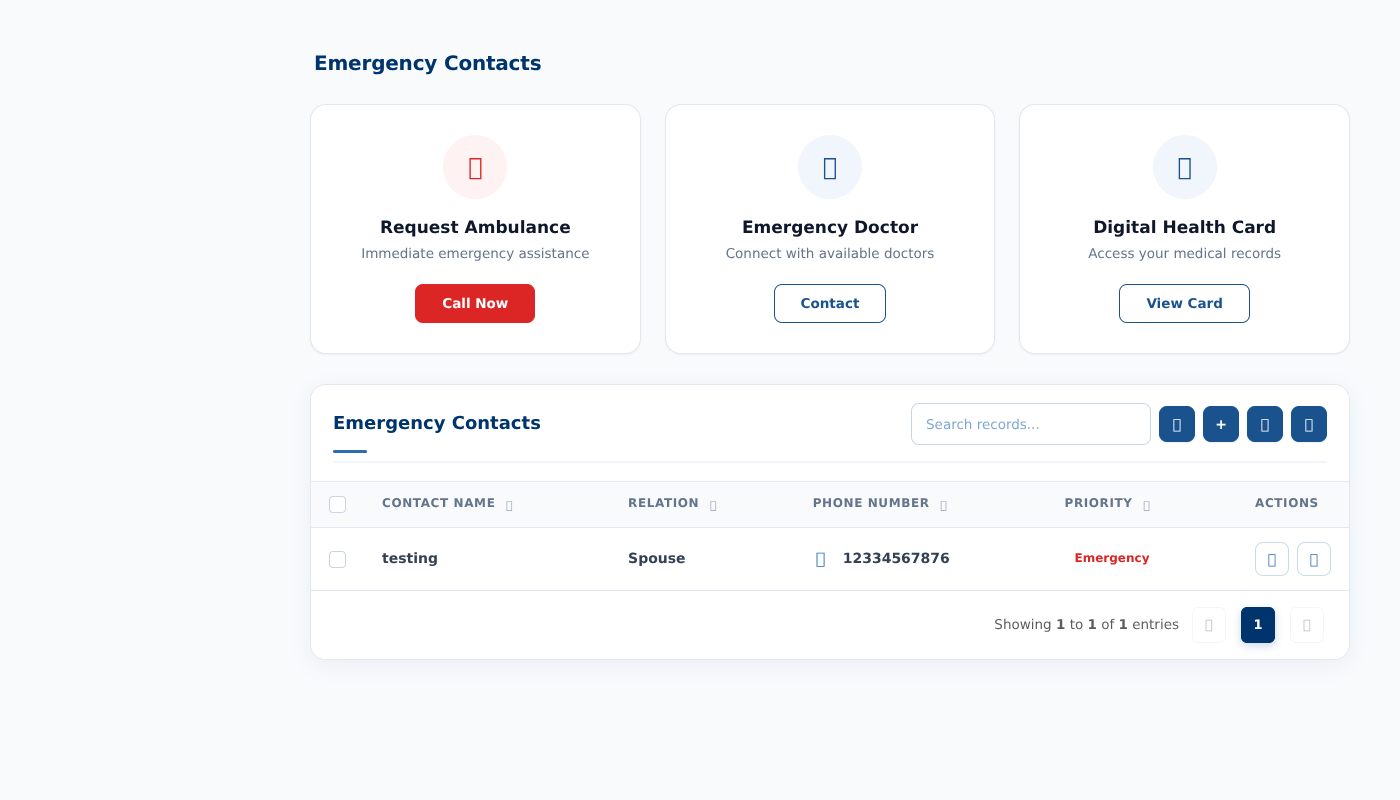 Emergency Contacts
Request Ambulance
Immediate emergency assistance
Call Now
Emergency Doctor
Connect with available doctors
Contact
Digital Health Card
Access your medical records
View Card
Emergency Contacts
Search records...
+
CONTACT NAME RELATION PHONE NUMBER PRIORITY ACTIONS
testing Spouse 12334567876 Emergency
Showing 1 to 1 of 1 entries 1